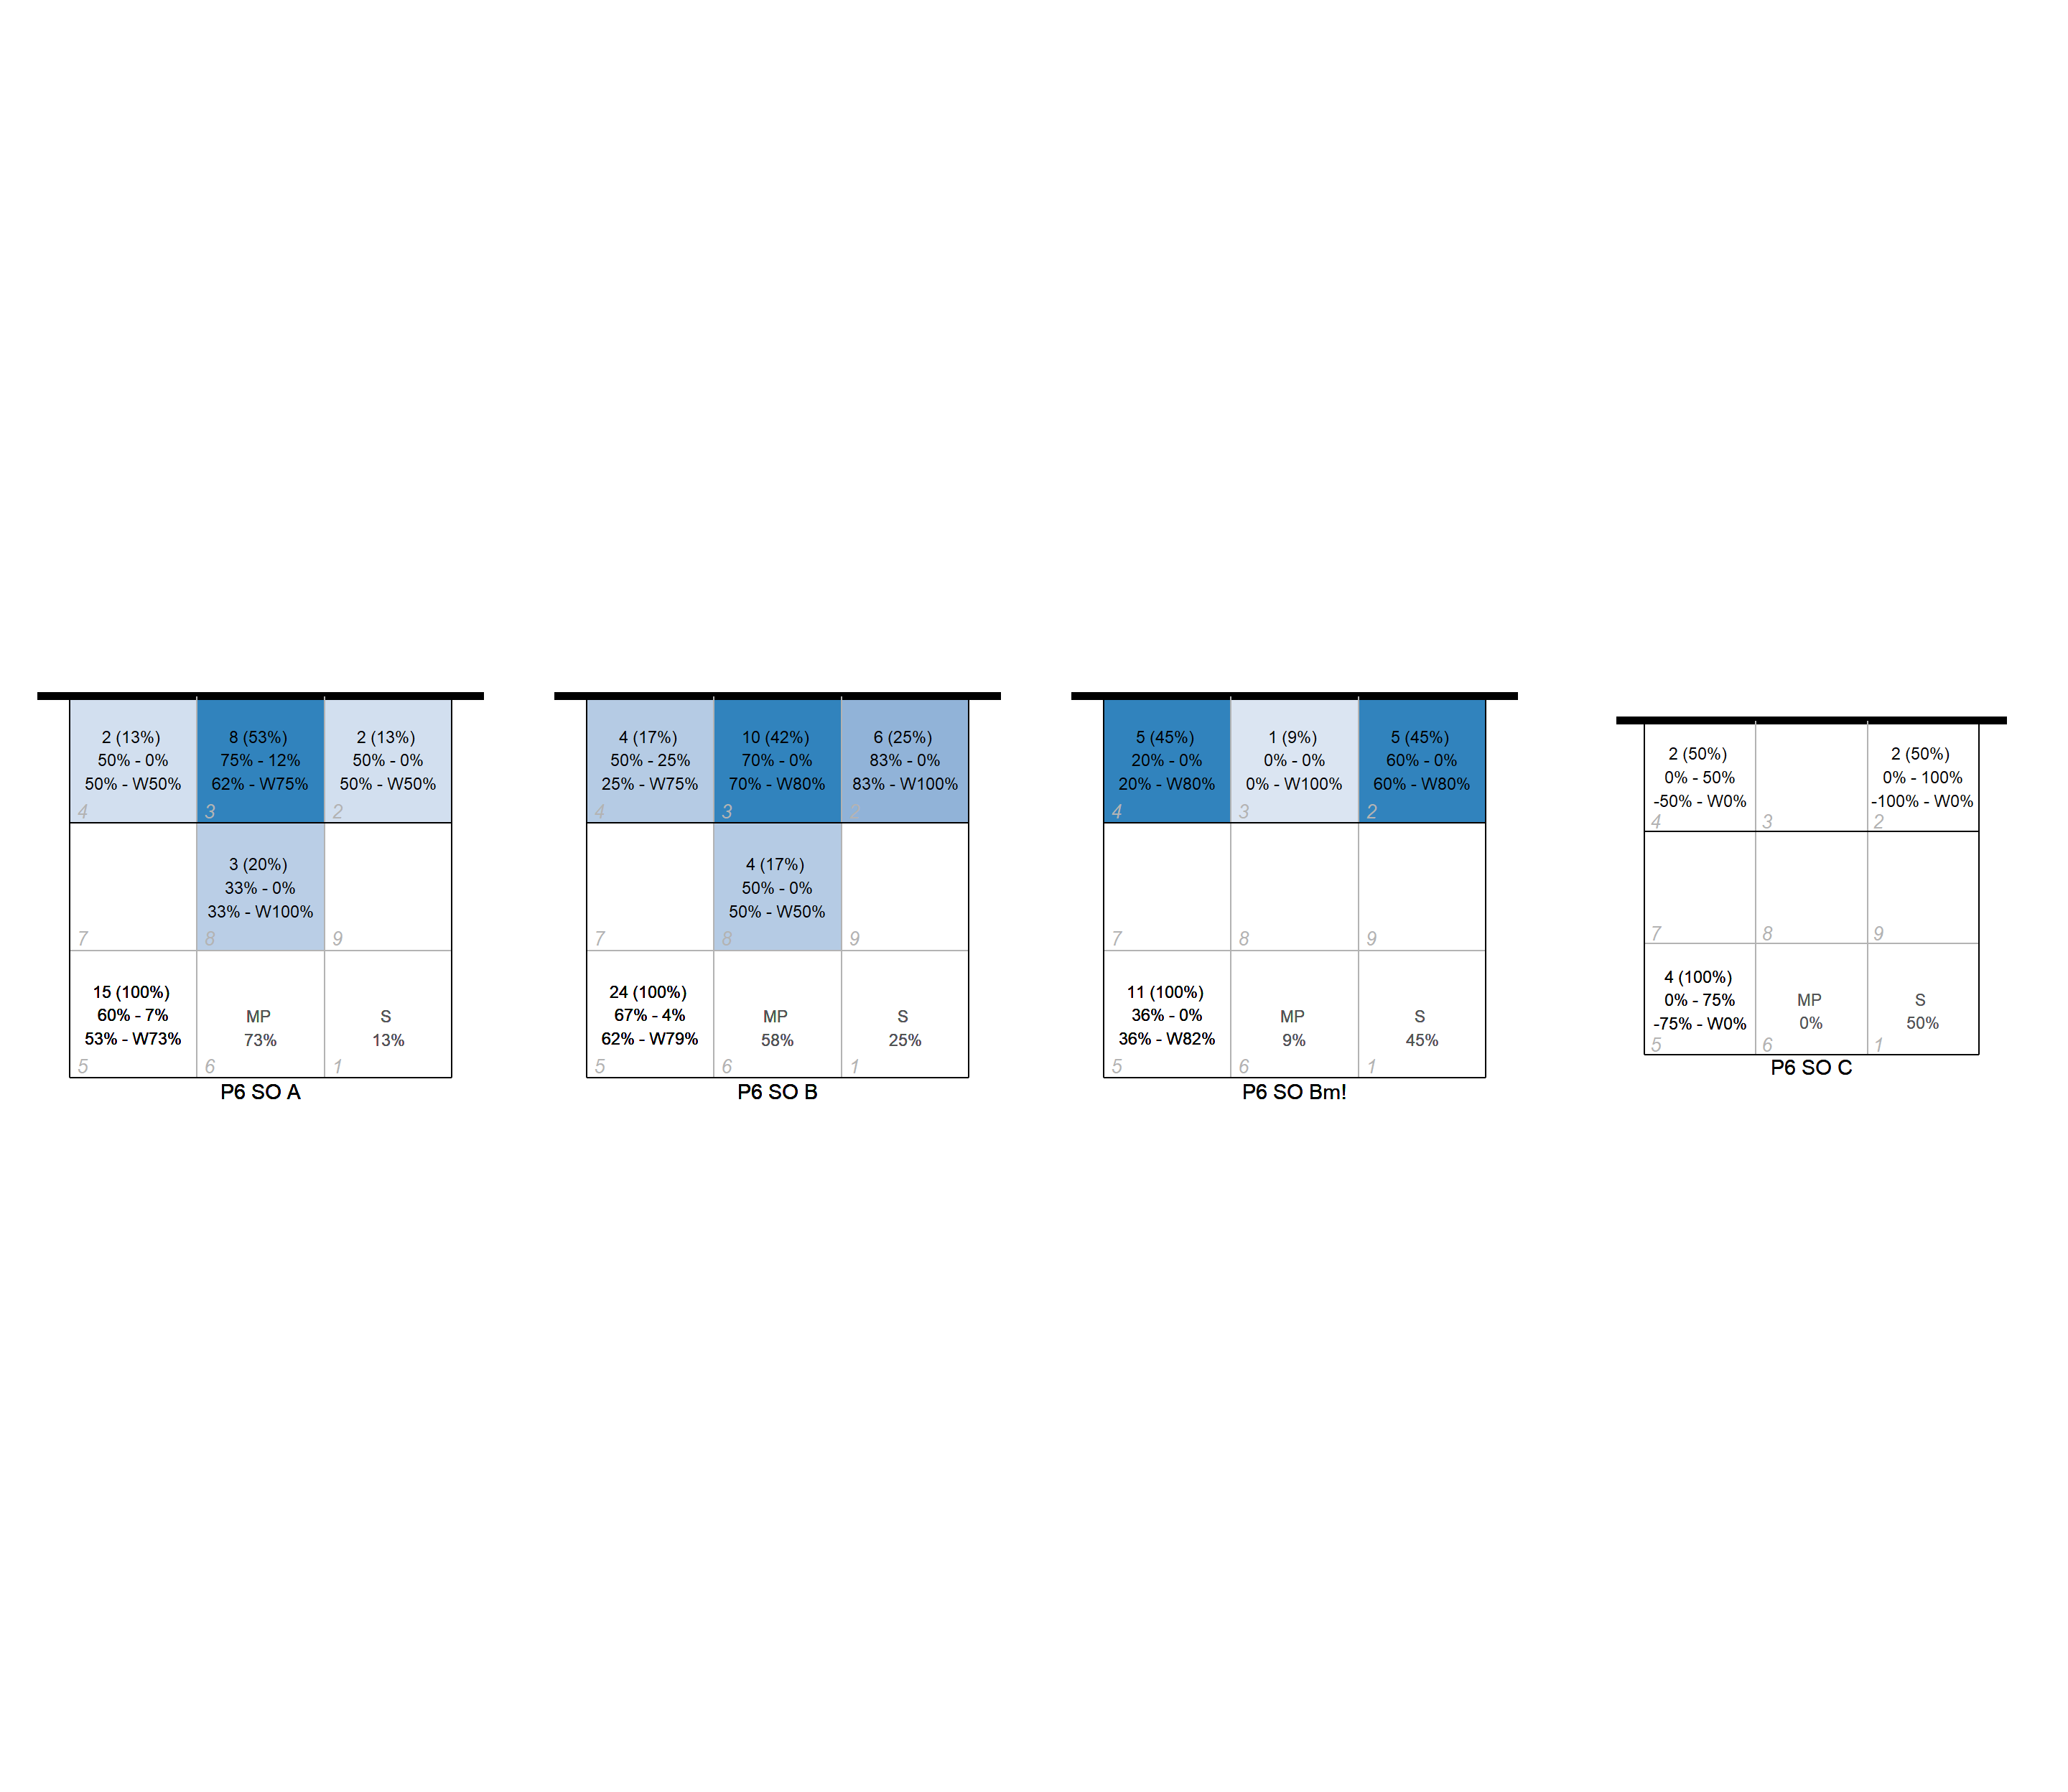 2 (13%)
50% - 0%
50% - W50%
4
8 (53%)
75% - 12%
62% - W75%
3
2 (13%)
50% - 0%
50% - W50%
2
7
3 (20%)
33% - 0%
33% - W100%
8
9
15 (100%)
60% - 7%
53% - W73%
5
MP
73%
6
S
13%
1
P6 SO A
4 (17%)
50% - 25%
25% - W75%
4
10 (42%)
70% - 0%
70% - W80%
3
6 (25%)
83% - 0%
83% - W100%
2
7
4 (17%)
50% - 0%
50% - W50%
8
9
24 (100%)
67% - 4%
62% - W79%
5
MP
58%
6
S
25%
1
P6 SO B
5 (45%)
20% - 0%
20% - W80%
4
1 (9%)
0% - 0%
0% - W100%
3
5 (45%)
60% - 0%
60% - W80%
2
7
8
9
11 (100%)
36% - 0%
36% - W82%
5
MP
9%
6
S
45%
1
P6 SO Bm!
2 (50%)
0% - 50%
-50% - W0%
4
3
2 (50%)
0% - 100%
-100% - W0%
2
7
8
9
4 (100%)
0% - 75%
-75% - W0%
5
MP
0%
6
S
50%
1
P6 SO C